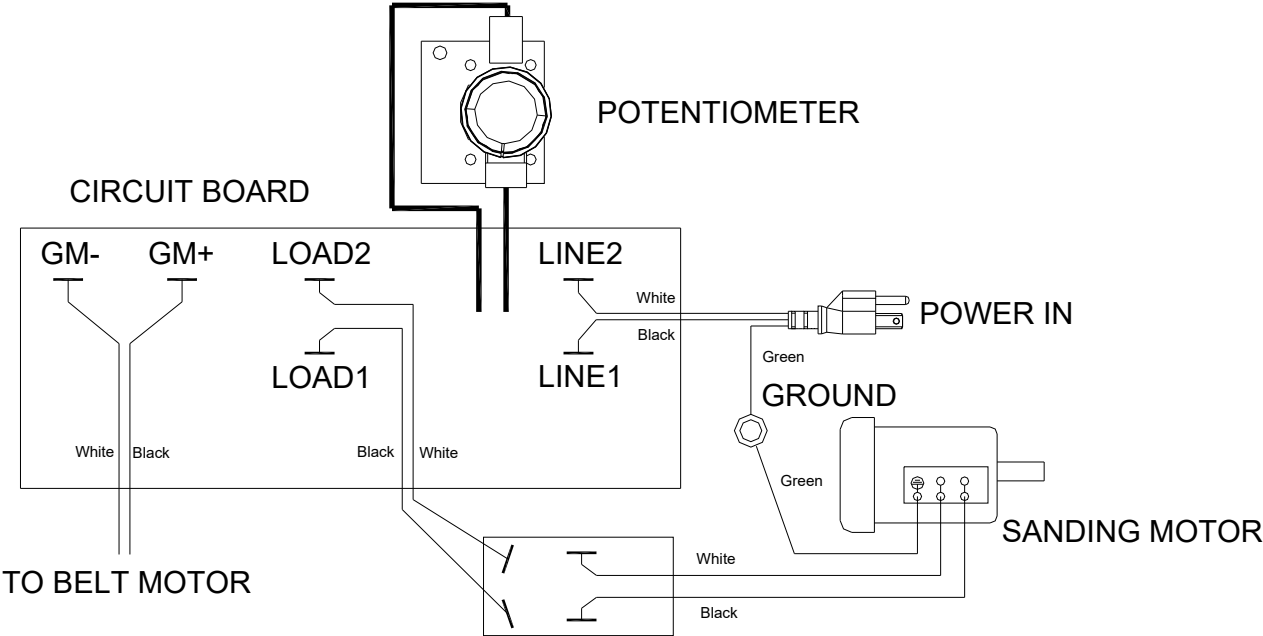 POTENTIOMETER
CIRCUIT BOARD
GM- GM+ LOAD2 LINE2
White
POWER IN
Black
Green
LOAD1 LINE1
GROUND
White Black Black White
Green
SANDING MOTOR
White
TO BELT MOTOR
Black